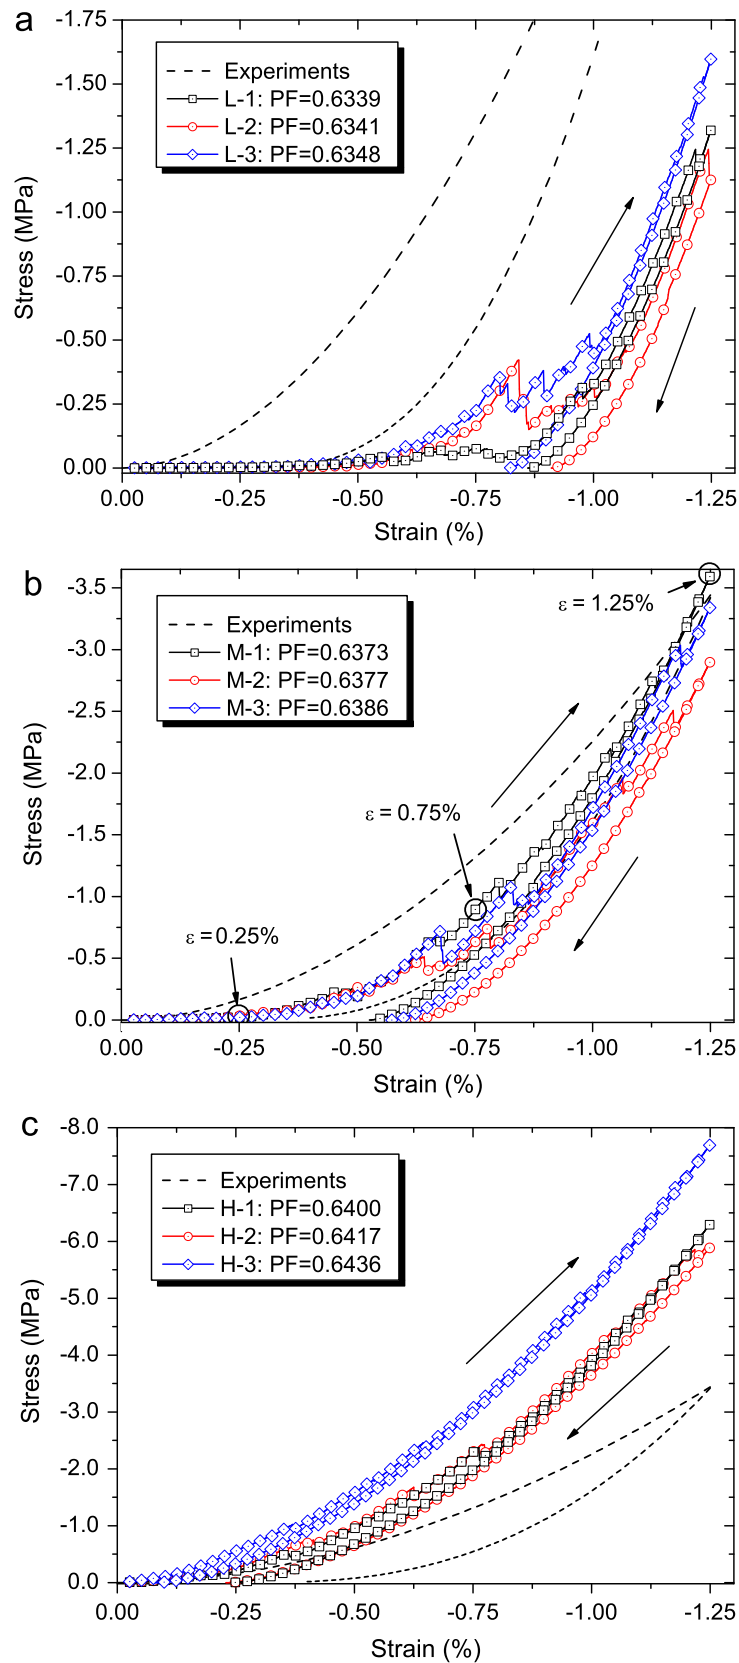 a
-1.75
-1.50
-1.25
-1.00
-0.75
-0.50
-0.25
0.00
Stress (MPa)
Experiments
L-1: PF=0.6339
L-2: PF=0.6341
L-3: PF=0.6348
0.00 -0.25 -0.50 -0.75 -1.00 -1.25
Strain (%)
b
-3.5
-3.0
-2.5
-2.0
-1.5
-1.0
-0.5
0.0
Stress (MPa)
Experiments
M-1: PF=0.6373
M-2: PF=0.6377
M-3: PF=0.6386
ε = 1.25%
ε = 0.75%
ε = 0.25%
0.00 -0.25 -0.50 -0.75 -1.00 -1.25
Strain (%)
c
-8.0
-7.0
-6.0
-5.0
-4.0
-3.0
-2.0
-1.0
0.0
Stress (MPa)
Experiments
H-1: PF=0.6400
H-2: PF=0.6417
H-3: PF=0.6436
0.00 -0.25 -0.50 -0.75 -1.00 -1.25
Strain (%)